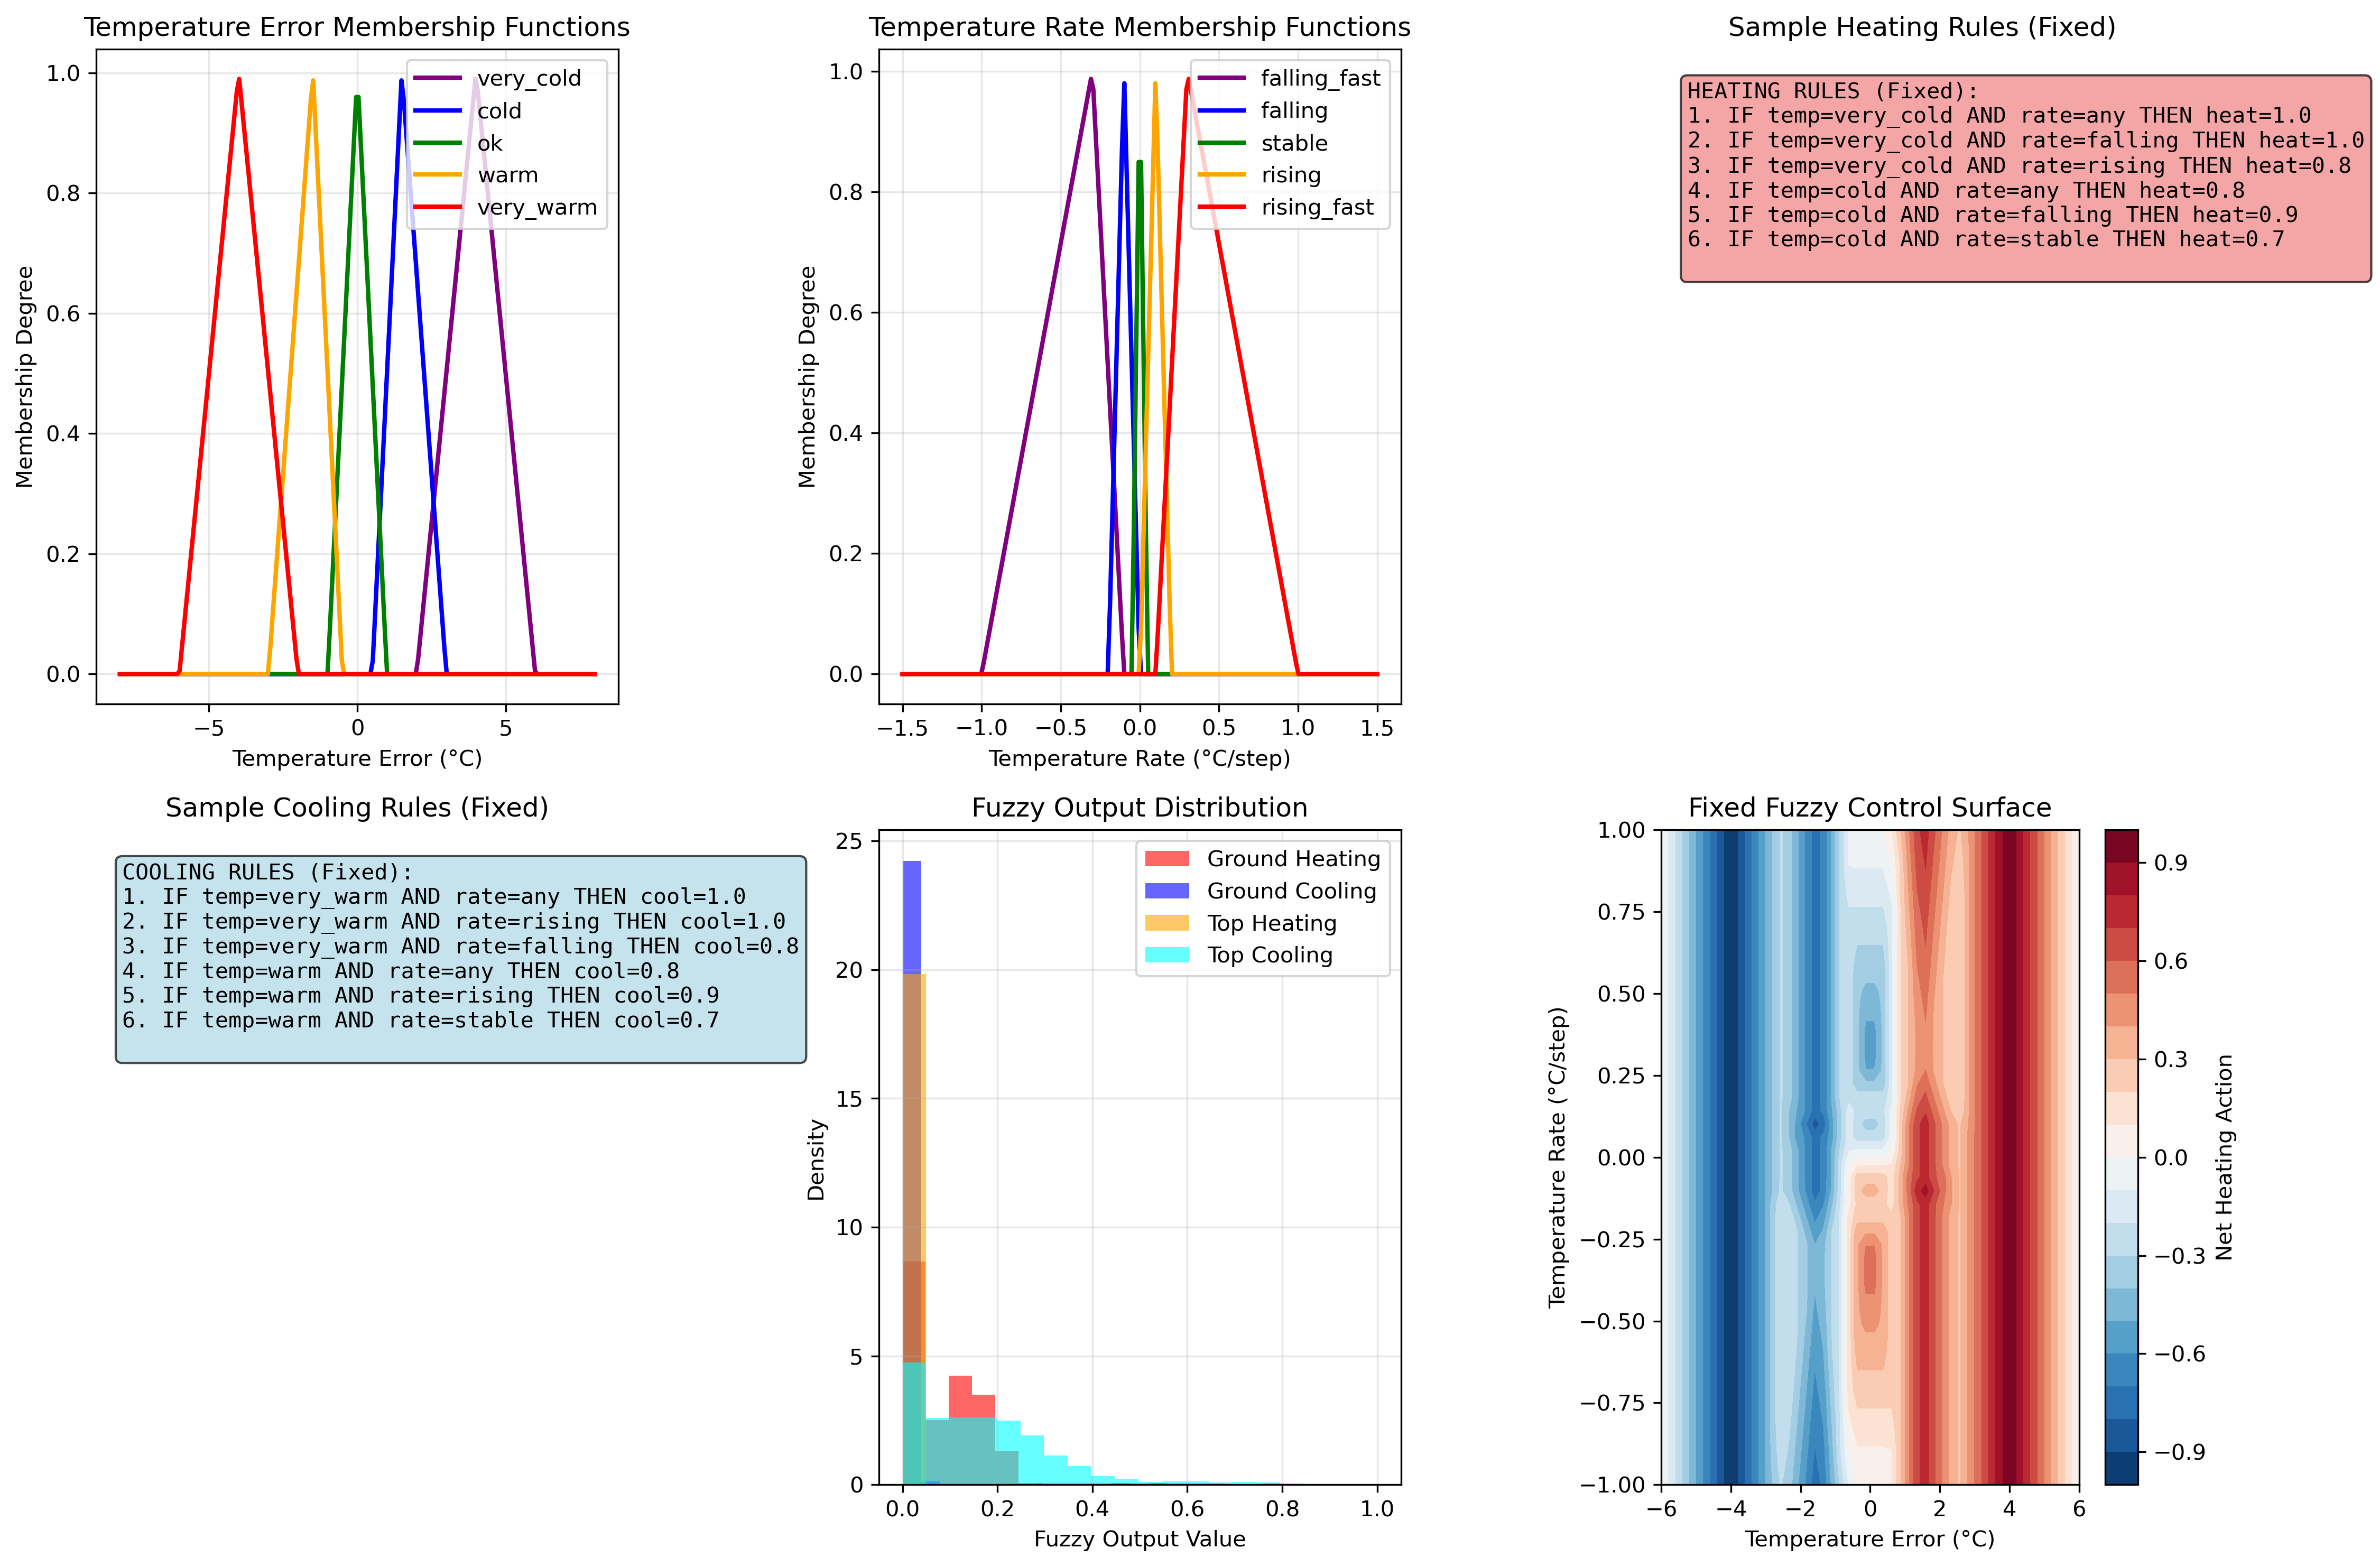 Temperature Error Membership Functions
1.0
0.8
0.6
0.4
0.2
0.0
Membership Degree
very_cold
cold
ok
warm
very_warm
−5
0
5
Temperature Error (°C)
Temperature Rate Membership Functions
1.0
0.8
0.6
0.4
0.2
0.0
Membership Degree
falling_fast
falling
stable
rising
rising_fast
−1.5
−1.0
−0.5
0.0
0.5
1.0
1.5
Temperature Rate (°C/step)
Sample Heating Rules (Fixed)
HEATING RULES (Fixed):
1. IF temp=very_cold AND rate=any THEN heat=1.0
2. IF temp=very_cold AND rate=falling THEN heat=1.0
3. IF temp=very_cold AND rate=rising THEN heat=0.8
4. IF temp=cold AND rate=any THEN heat=0.8
5. IF temp=cold AND rate=falling THEN heat=0.9
6. IF temp=cold AND rate=stable THEN heat=0.7
Sample Cooling Rules (Fixed)
COOLING RULES (Fixed):
1. IF temp=very_warm AND rate=any THEN cool=1.0
2. IF temp=very_warm AND rate=rising THEN cool=1.0
3. IF temp=very_warm AND rate=falling THEN cool=0.8
4. IF temp=warm AND rate=any THEN cool=0.8
5. IF temp=warm AND rate=rising THEN cool=0.9
6. IF temp=warm AND rate=stable THEN cool=0.7
Fuzzy Output Distribution
25
20
15
10
5
0
Density
Ground Heating
Ground Cooling
Top Heating
Top Cooling
0.0
0.2
0.4
0.6
0.8
1.0
Fuzzy Output Value
Fixed Fuzzy Control Surface
1.00
0.75
0.50
0.25
0.00
−0.25
−0.50
−0.75
−1.00
Temperature Rate (°C/step)
−6
−4
−2
0
2
4
6
Temperature Error (°C)
0.9
0.6
0.3
0.0
−0.3
−0.6
−0.9
Net Heating Action